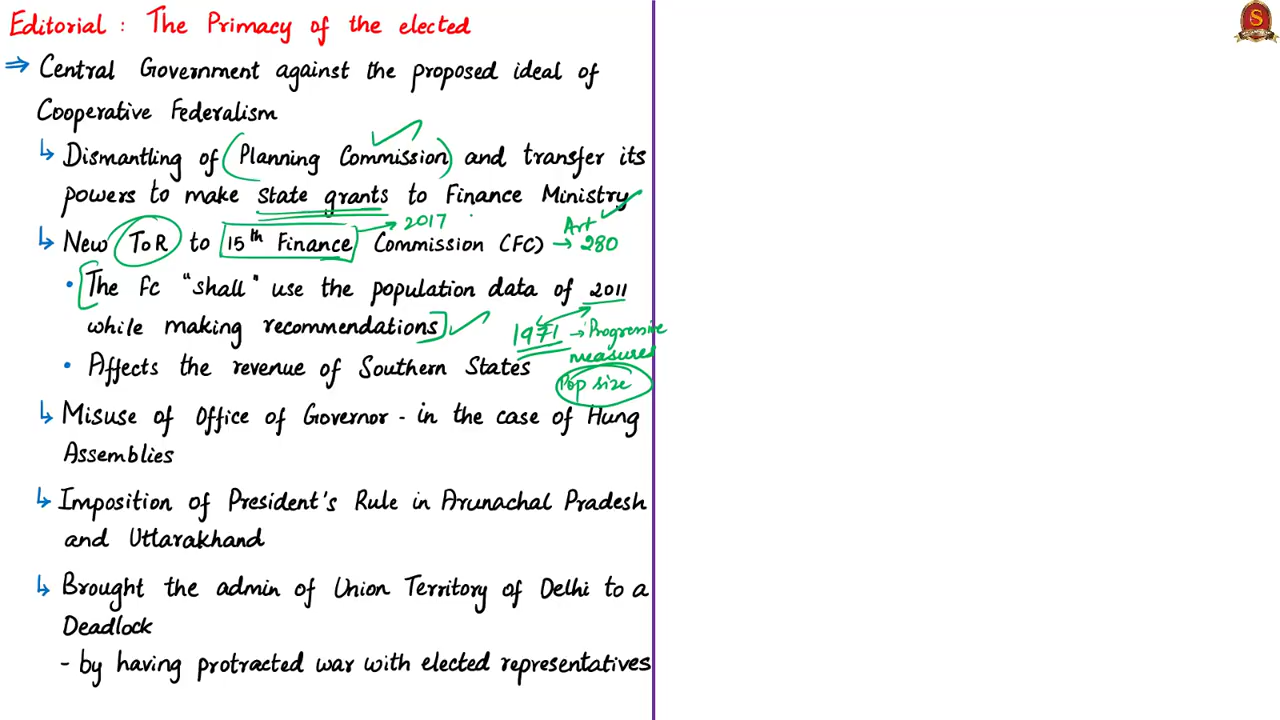 Editorial : The Primacy of the elected
⇒ Central Government against the proposed ideal of
Cooperative Federalism
↳ Dismantling of (Planning Commission) and transfer its
powers to make state grants to Finance Ministry
2017
Art
↳ New ToR to 15th Finance Commission (FC) → 280
• [The FC "shall" use the population data of 2011
while making recommendations]
1971 → Progressive
measures
• Affects the revenue of Southern States
Pop size
↳ Misuse of Office of Governor - in the case of Hung
Assemblies
↳ Imposition of President's Rule in Arunachal Pradesh
and Uttarakhand
↳ Brought the admin of Union Territory of Delhi to a
Deadlock
- by having protracted war with elected representatives
S